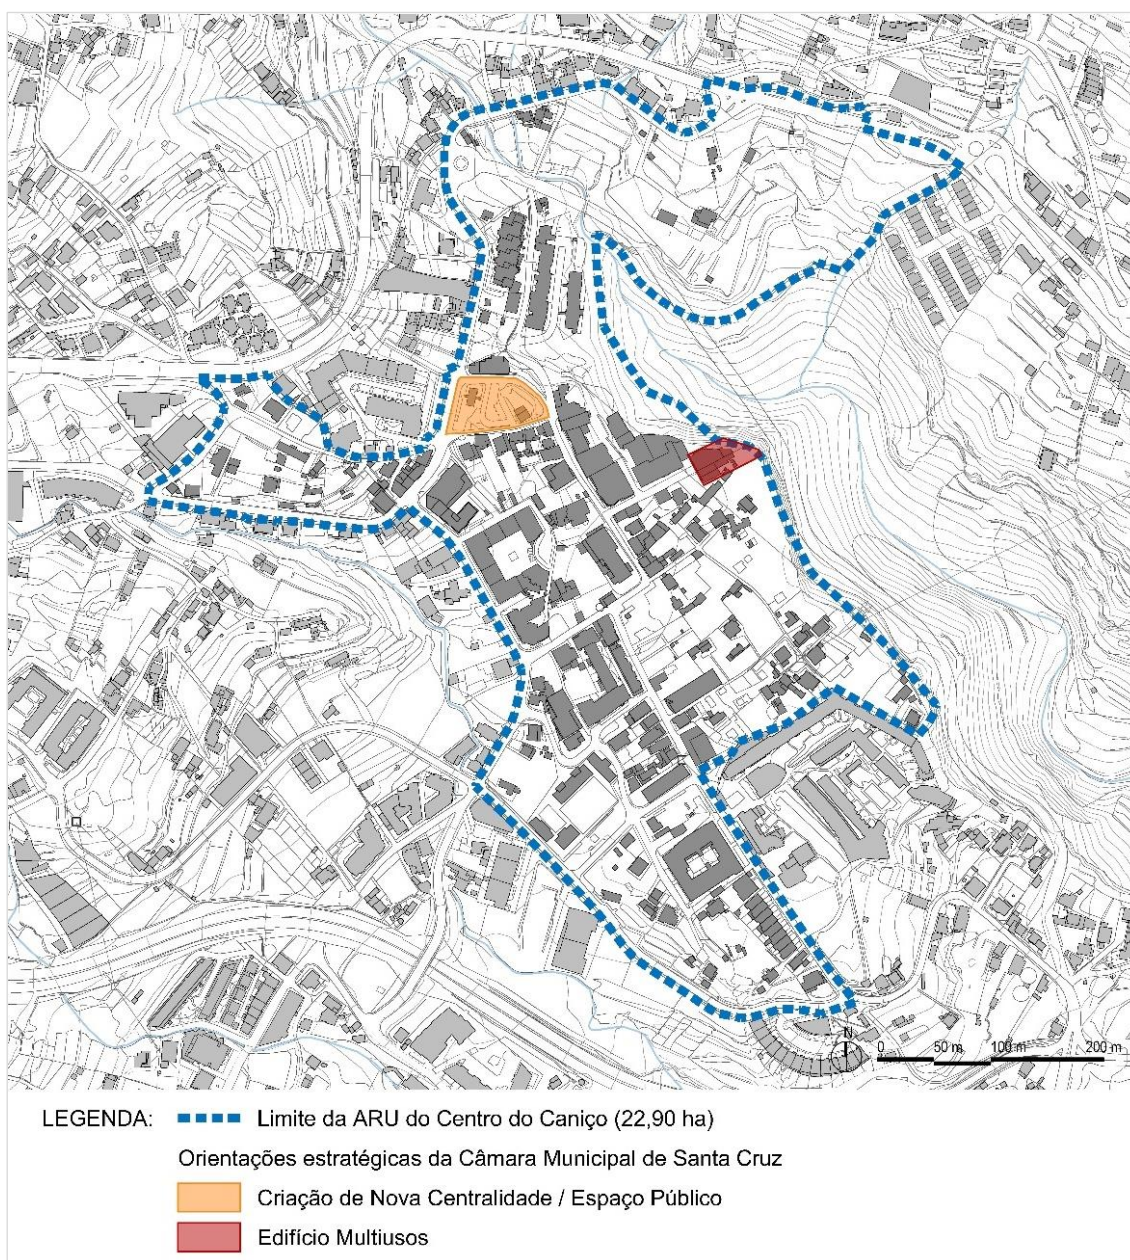 N
0 50 m 100 m 200 m
LEGENDA: Limite da ARU do Centro do Caniço (22,90 ha)
Orientações estratégicas da Câmara Municipal de Santa Cruz
Criação de Nova Centralidade / Espaço Público
Edifício Multiusos